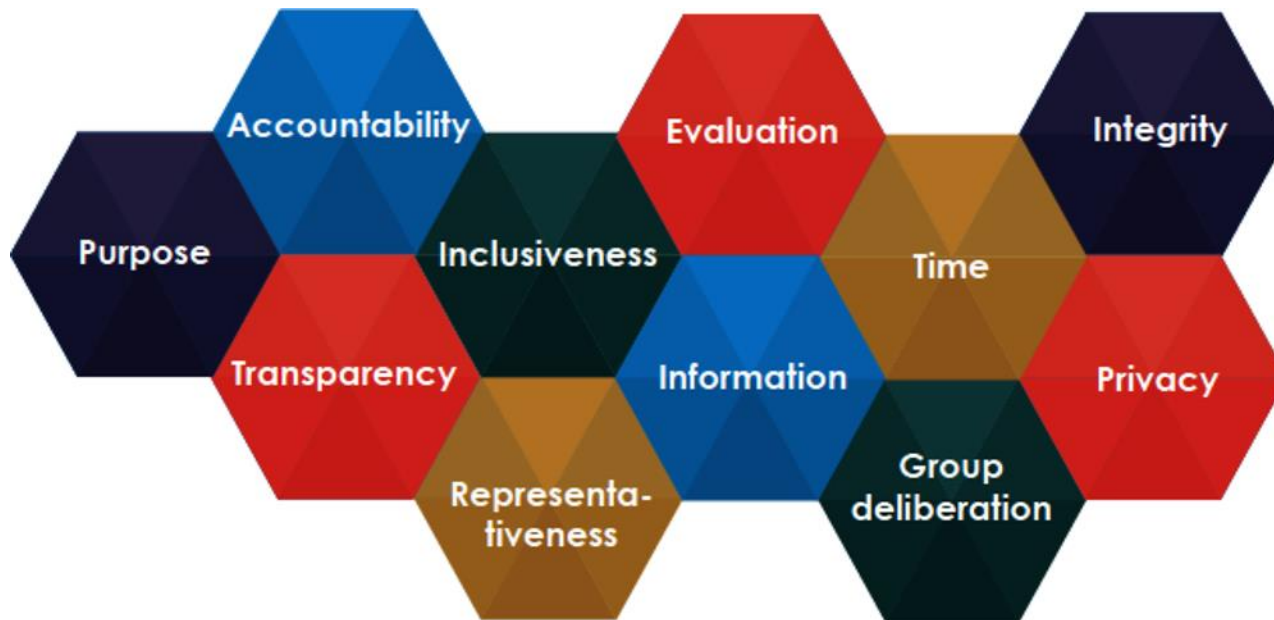 Purpose
Accountability
Transparency
Inclusiveness
Representa-
tiveness
Evaluation
Information
Time
Group
deliberation
Integrity
Privacy